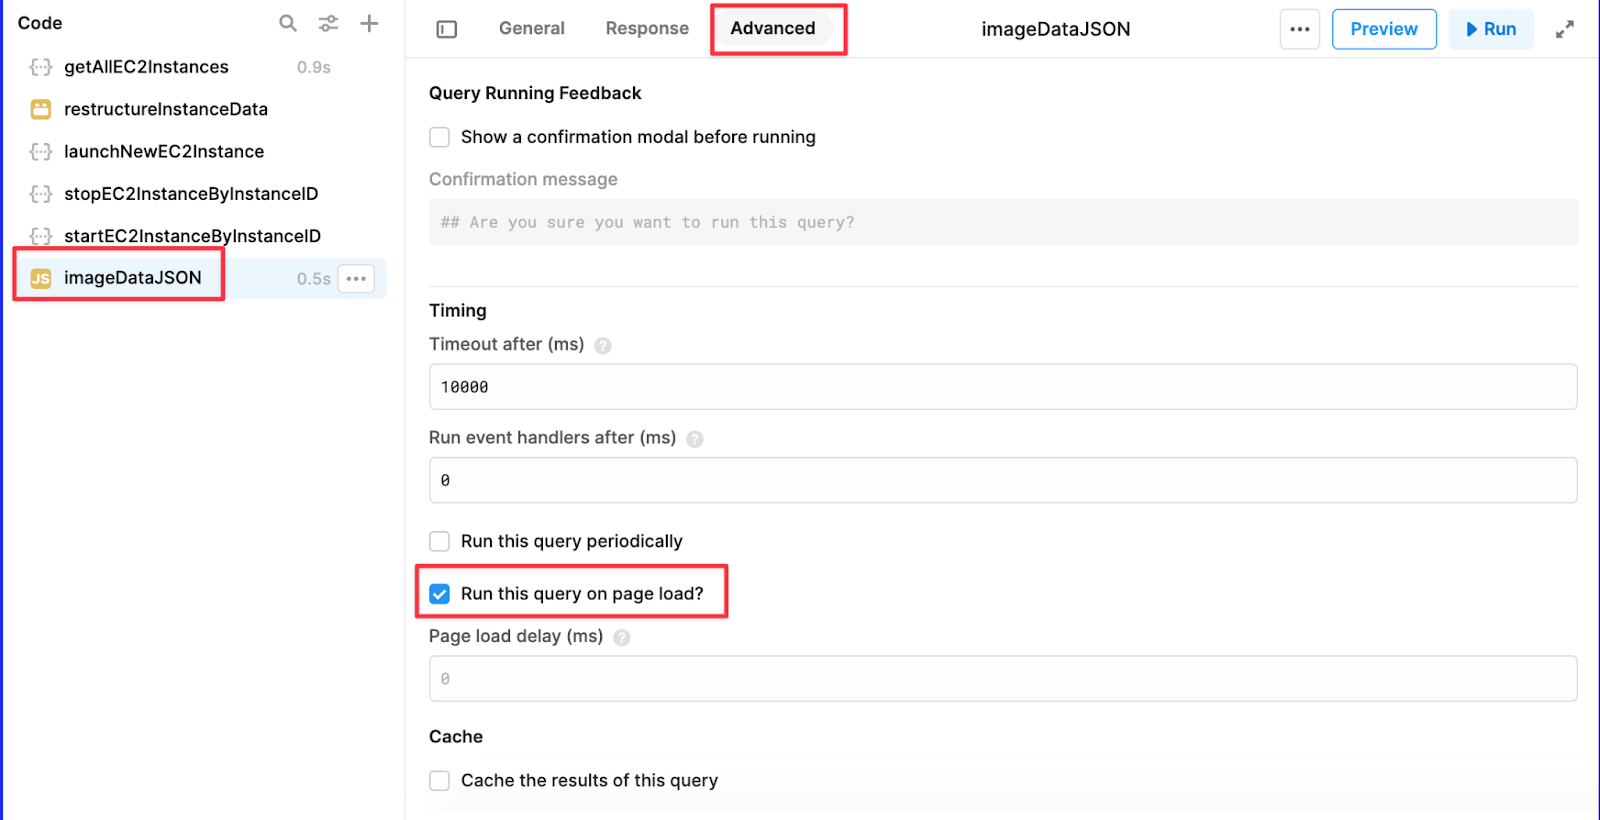 Code
General
Response
Advanced
imageDataJSON
Preview
Run
getAllEC2Instances 0.9s
restructureInstanceData
launchNewEC2Instance
stopEC2InstanceByInstanceID
startEC2InstanceByInstanceID
JS imageDataJSON 0.5s
Query Running Feedback
Show a confirmation modal before running
Confirmation message
## Are you sure you want to run this query?
Timing
Timeout after (ms) ?
10000
Run event handlers after (ms) ?
0
Run this query periodically
Run this query on page load?
Page load delay (ms) ?
0
Cache
Cache the results of this query